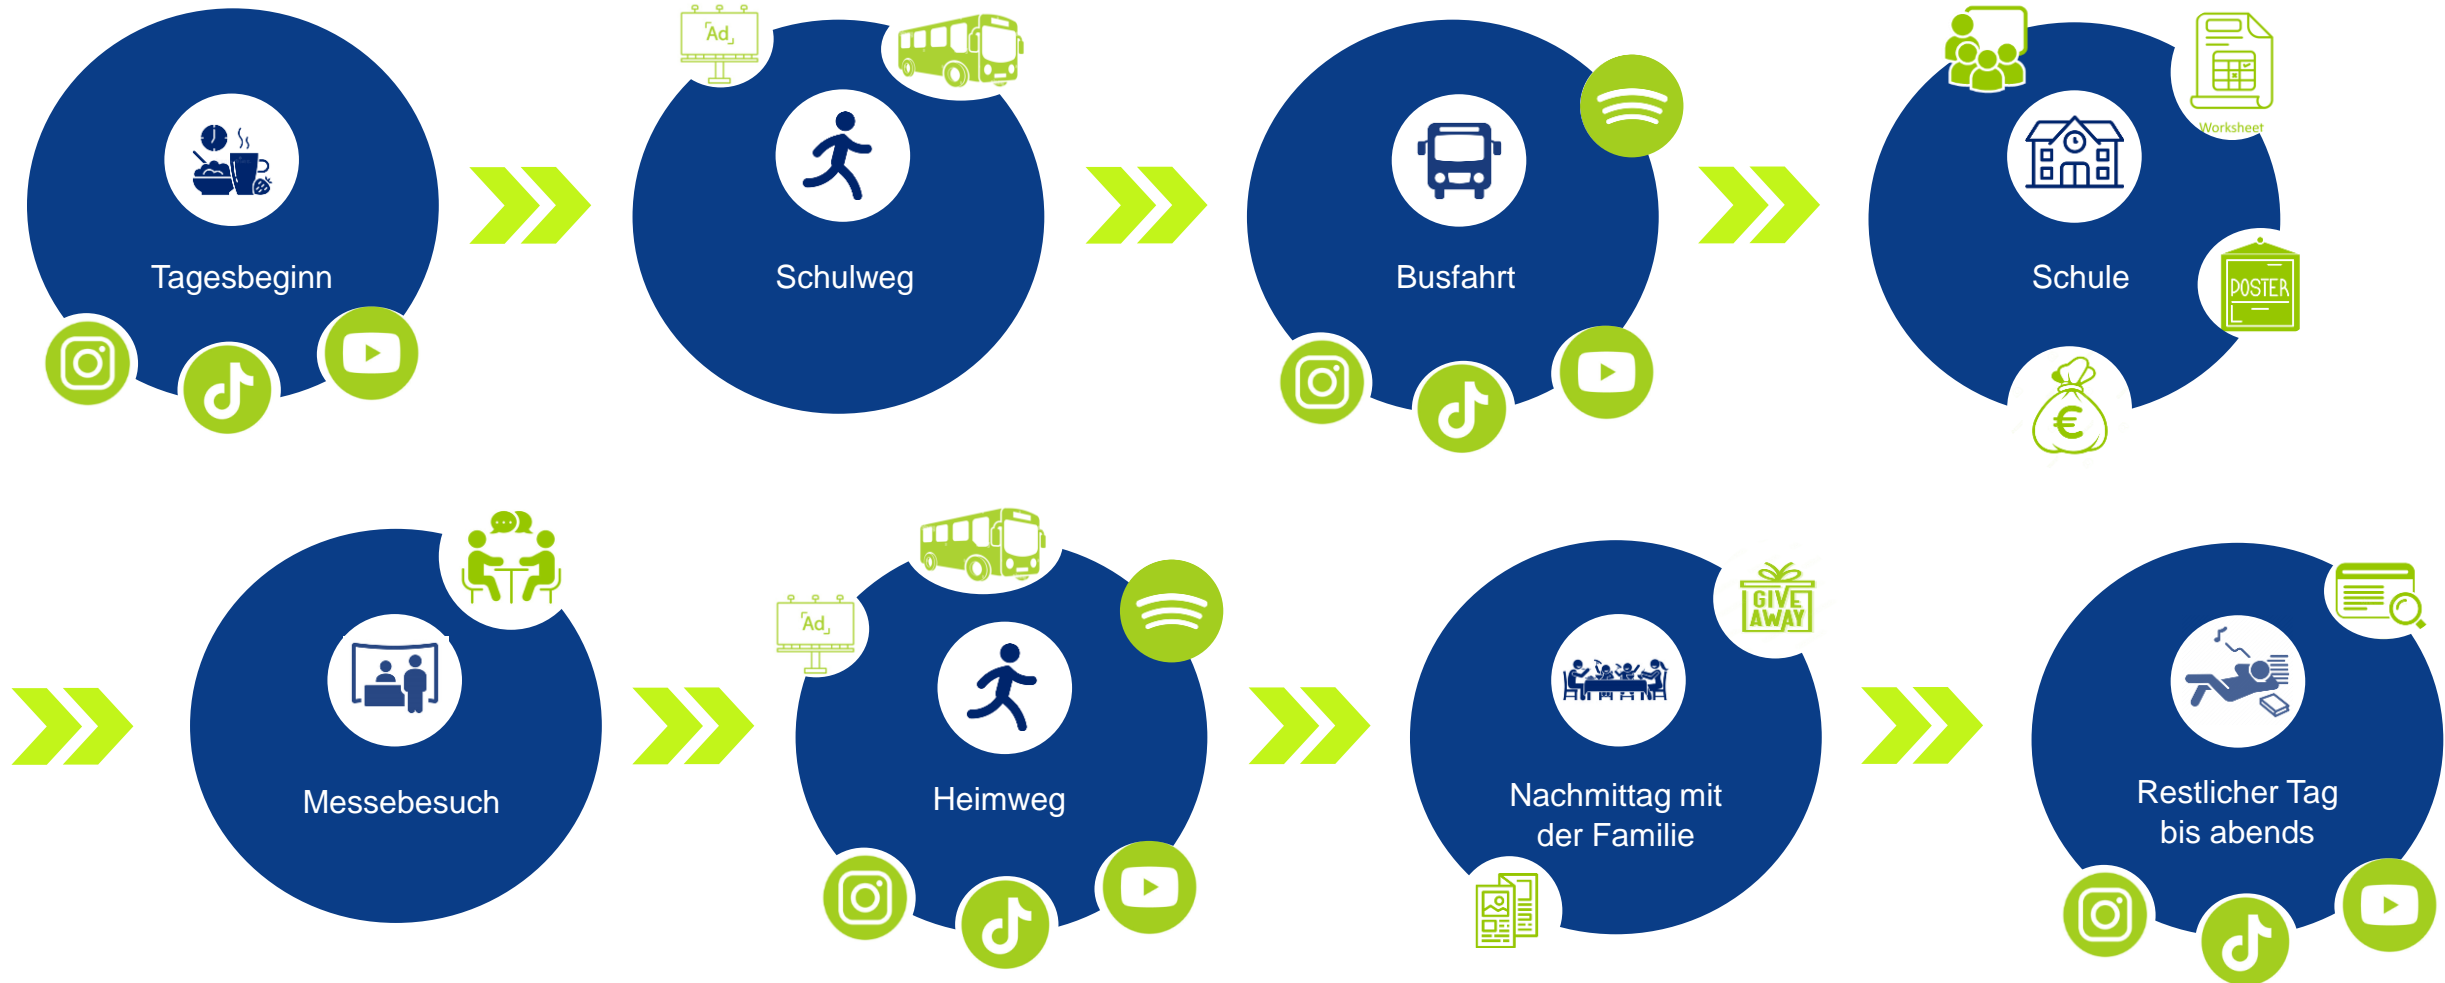 Ad
Worksheet
Tagesbeginn
Schulweg
Busfahrt
Schule
POSTER
€
Ad
GIVE
AWAY
Messebesuch
Heimweg
Nachmittag mit
der Familie
Restlicher Tag
bis abends